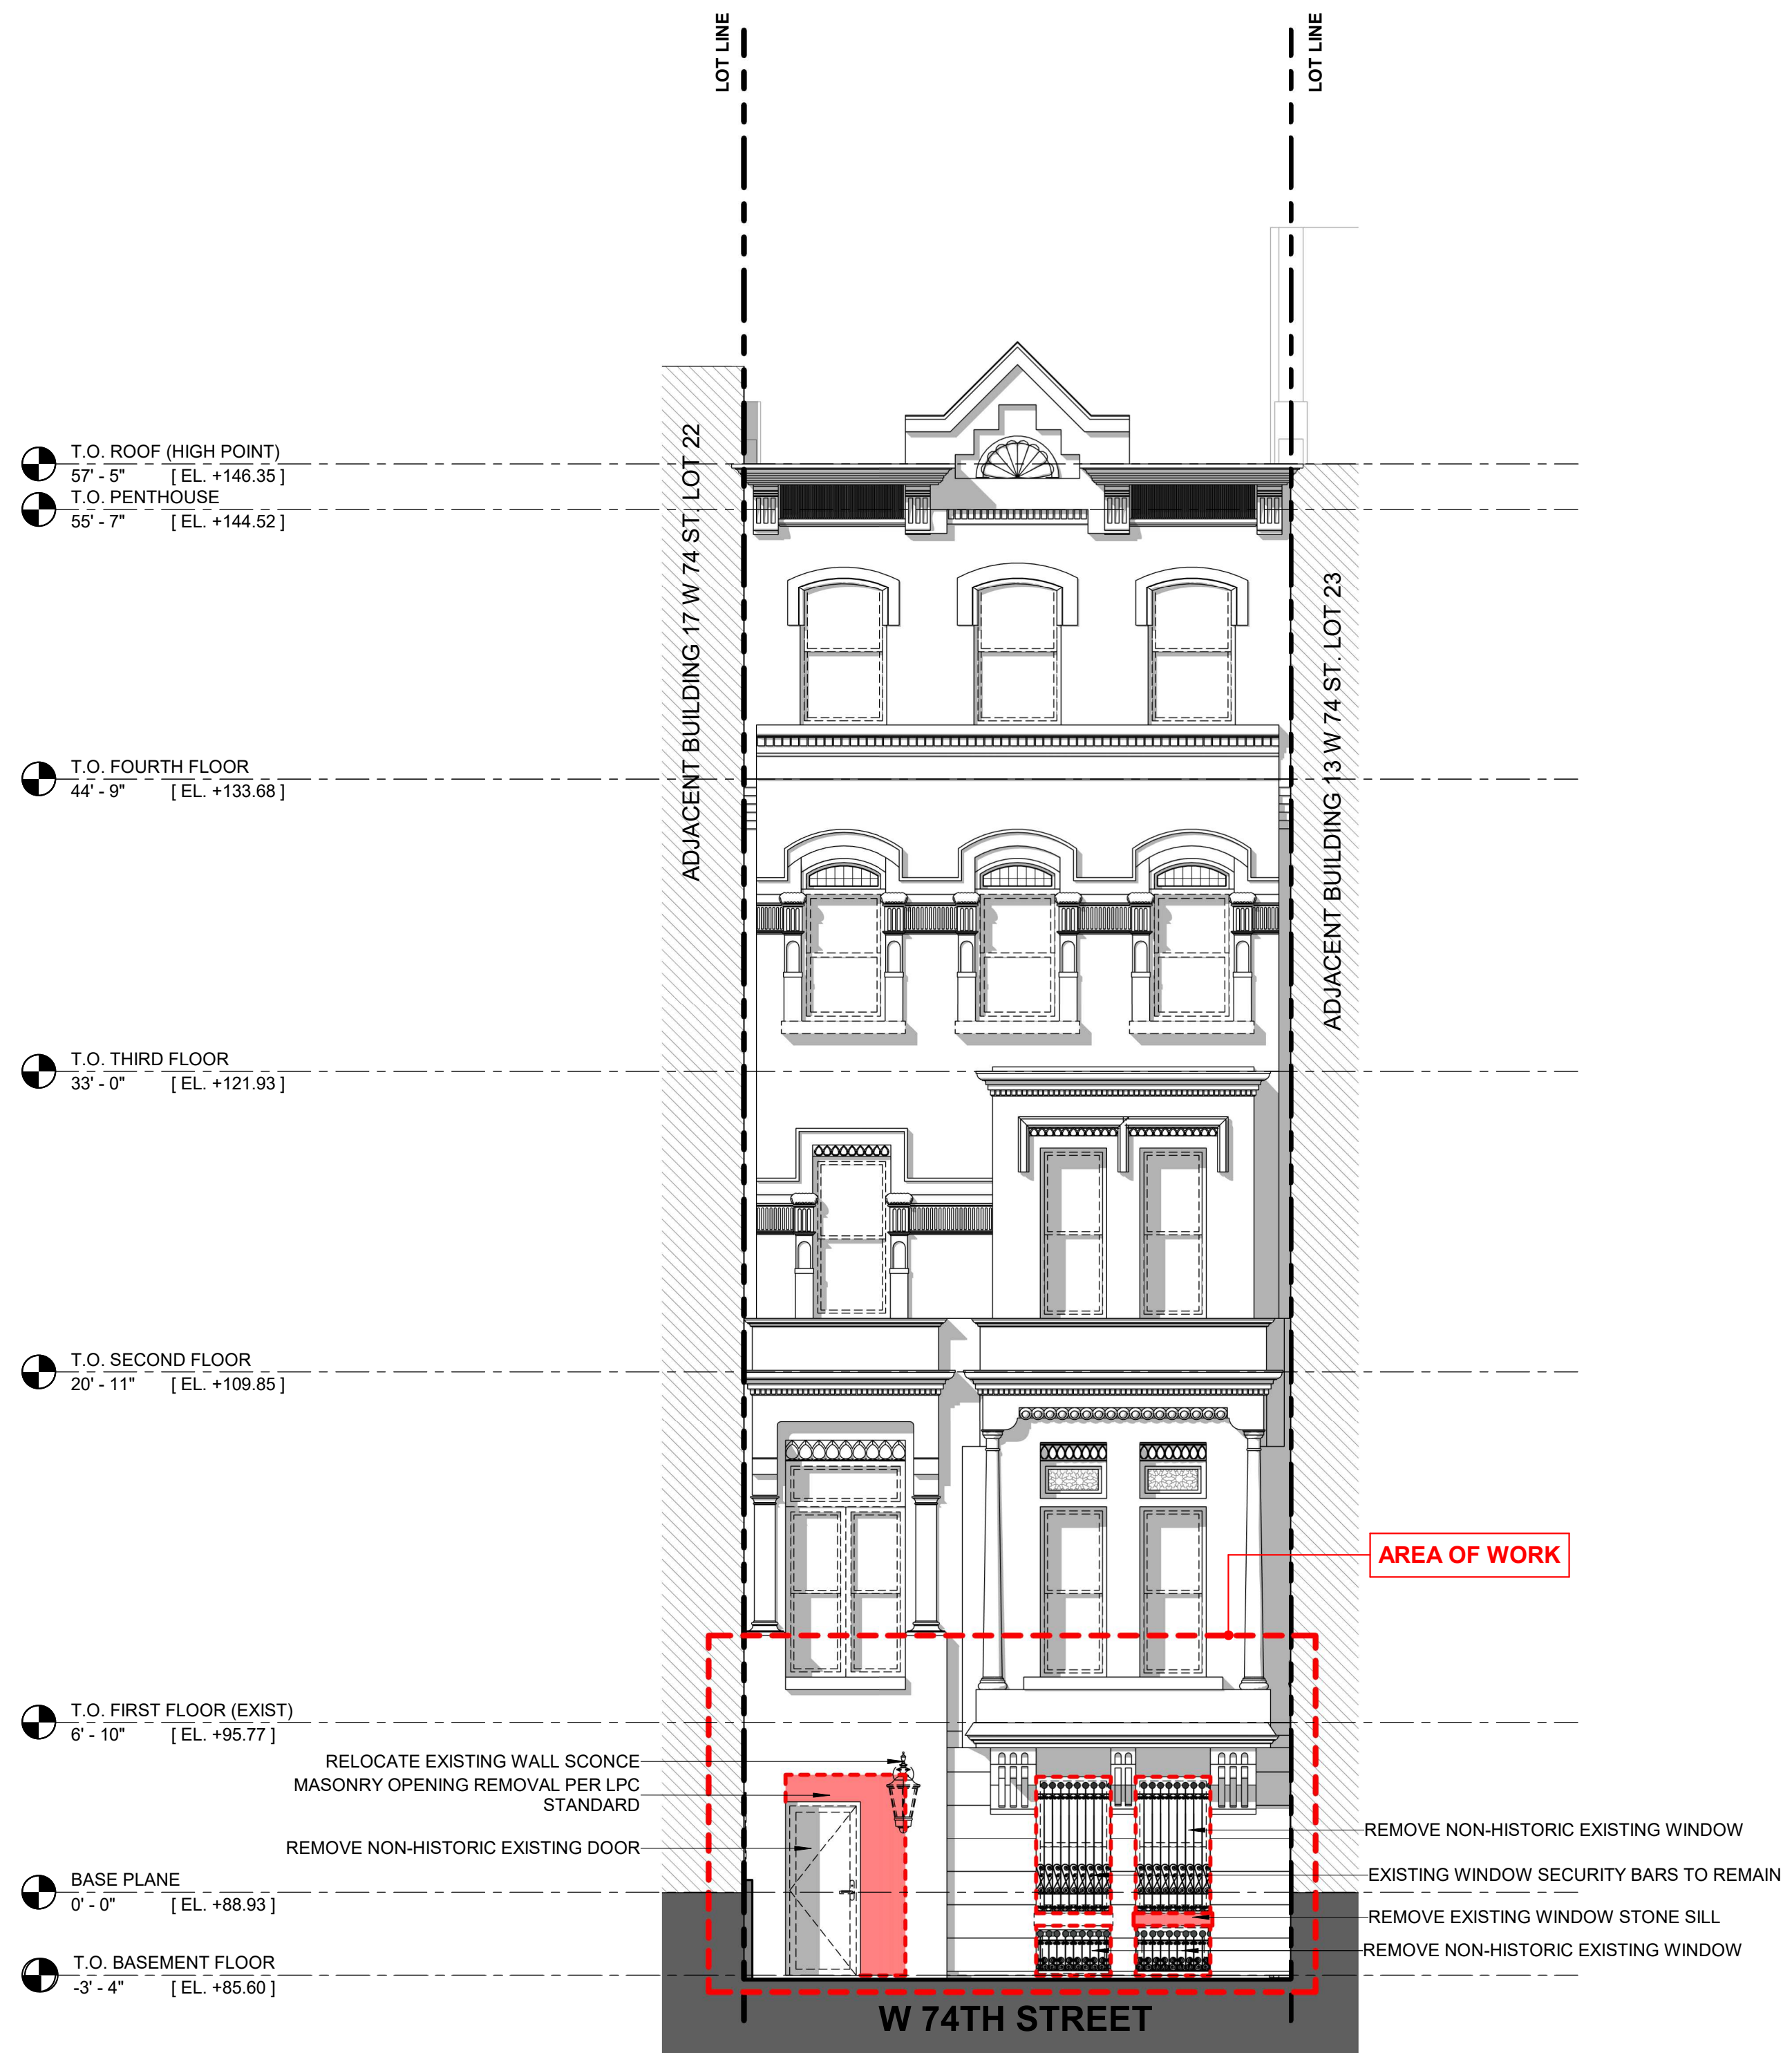 LOT LINE
LOT LINE
T.O. ROOF (HIGH POINT)
57' - 5" [ EL. +146.35 ]
T.O. PENTHOUSE
55' - 7" [ EL. +144.52 ]
ADJACENT BUILDING 17 W 74 ST. LOT 22
ADJACENT BUILDING 13 W 74 ST. LOT 23
T.O. FOURTH FLOOR
44' - 9" [ EL. +133.68 ]
T.O. THIRD FLOOR
33' - 0" [ EL. +121.93 ]
T.O. SECOND FLOOR
20' - 11" [ EL. +109.85 ]
AREA OF WORK
T.O. FIRST FLOOR (EXIST)
6' - 10" [ EL. +95.77 ]
RELOCATE EXISTING WALL SCONCE
MASONRY OPENING REMOVAL PER LPC
STANDARD
REMOVE NON-HISTORIC EXISTING DOOR
REMOVE NON-HISTORIC EXISTING WINDOW
EXISTING WINDOW SECURITY BARS TO REMAIN
REMOVE EXISTING WINDOW STONE SILL
REMOVE NON-HISTORIC EXISTING WINDOW
BASE PLANE
0' - 0" [ EL. +88.93 ]
T.O. BASEMENT FLOOR
-3' - 4" [ EL. +85.60 ]
W 74TH STREET